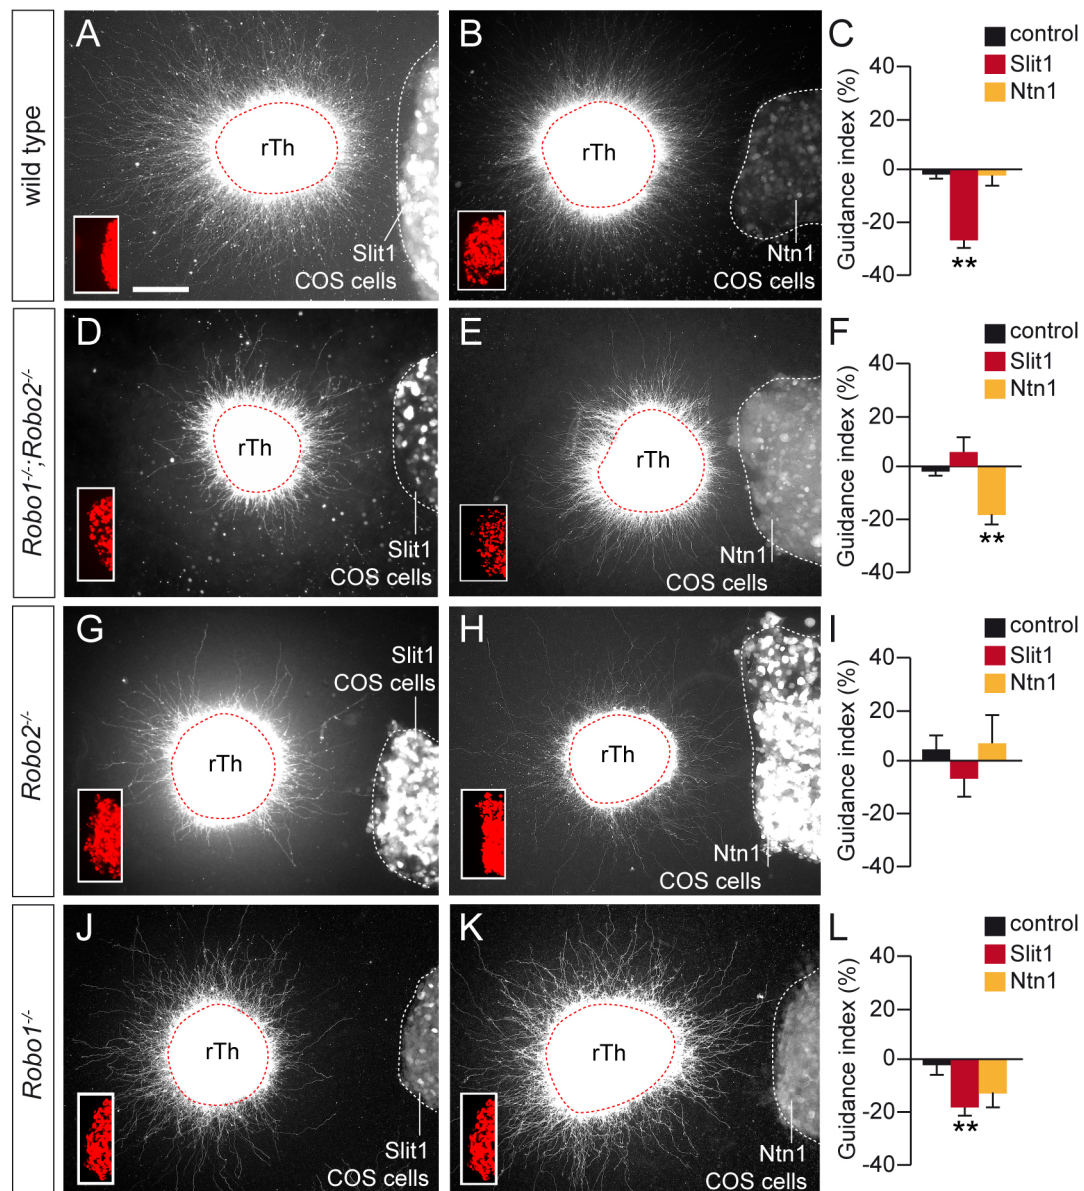 wild type
A
rTh
Slit1
COS cells
B
rTh
Ntn1
COS cells
C
control
Slit1
Ntn1
Guidance index (%)
40
20
0
-20
-40
**
Robo1-/-;Robo2-/-
D
rTh
Slit1
COS cells
E
rTh
Ntn1
COS cells
F
control
Slit1
Ntn1
Guidance index (%)
40
20
0
-20
-40
**
Robo2-/-
G
Slit1
COS cells
rTh
H
rTh
Ntn1
COS cells
I
control
Slit1
Ntn1
Guidance index (%)
40
20
0
-20
-40
Robo1-/-
J
rTh
Slit1
COS cells
K
rTh
Ntn1
COS cells
L
control
Slit1
Ntn1
Guidance index (%)
40
20
0
-20
-40
**